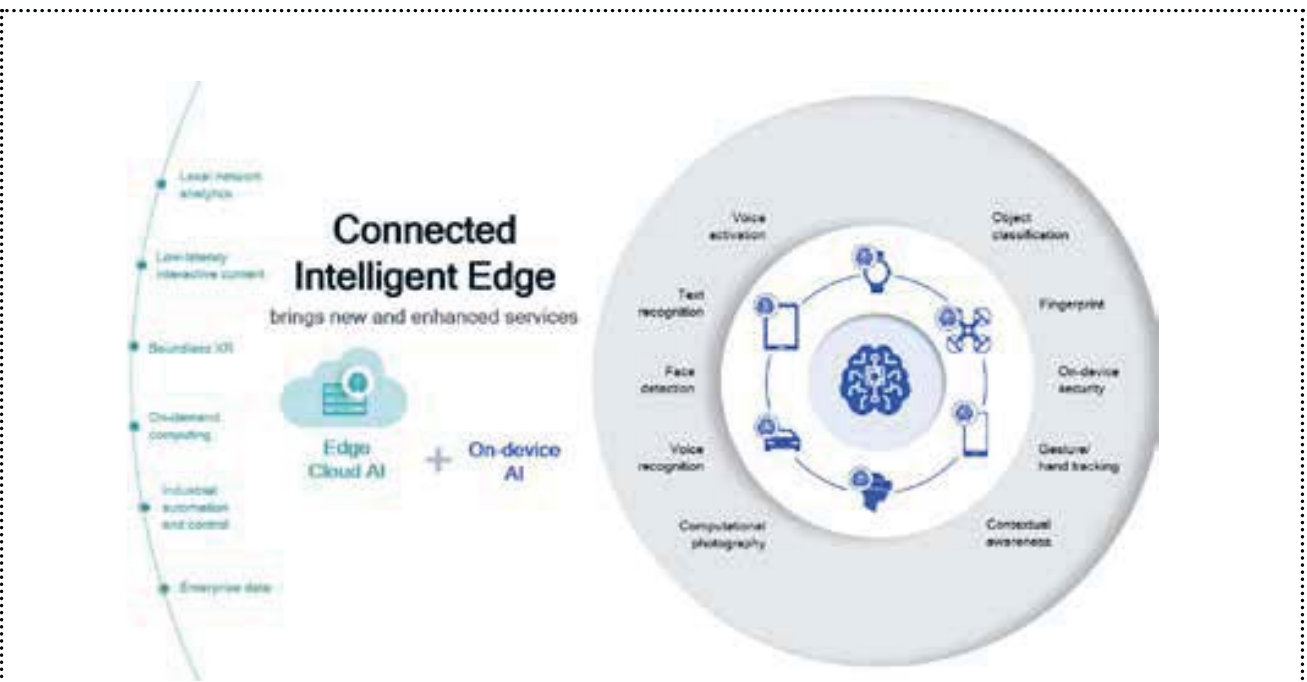 Local network
analytics
Low-latency
interactive content
Boundless XR
On-demand
computing
Industrial
automation
and control
Enterprise data
Connected
Intelligent Edge
brings new and enhanced services
Edge
Cloud AI
+
On-device
AI
Voice
activation
Text
recognition
Face
detection
Voice
recognition
Computational
photography
Object
classification
Fingerprint
On-device
security
Gesture/
hand tracking
Contextual
awareness